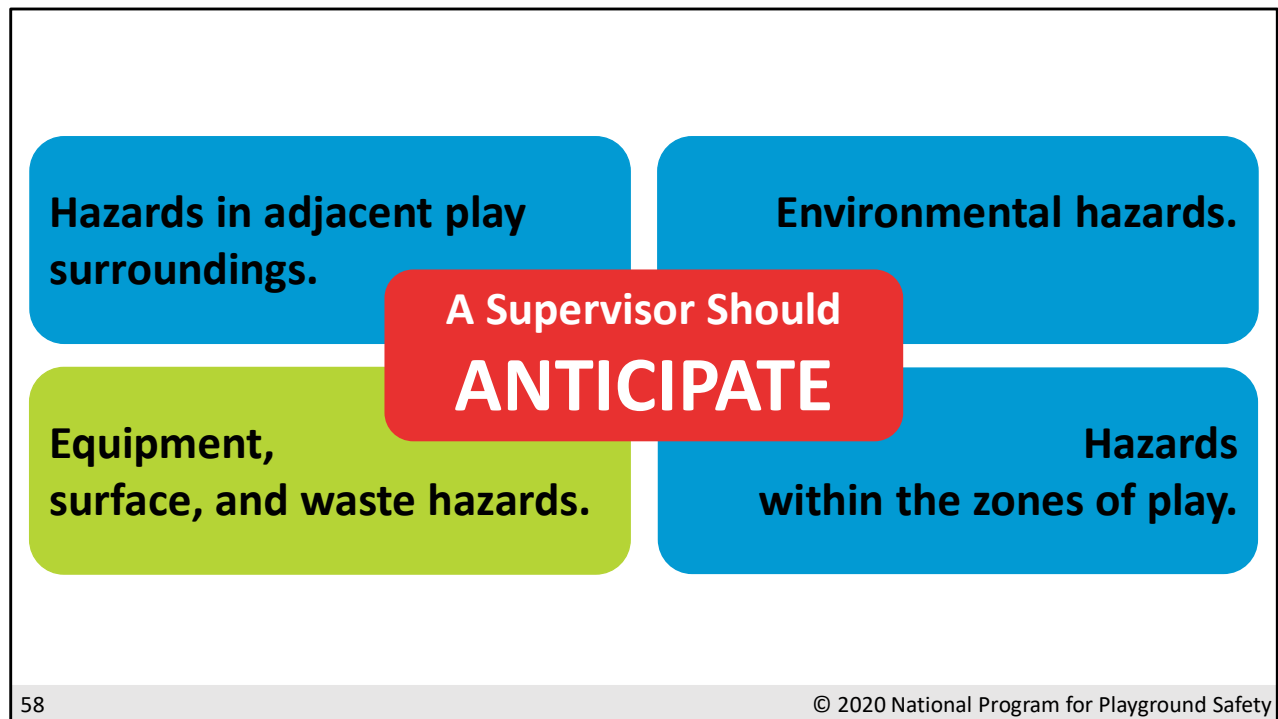 Hazards in adjacent play
surroundings.
Environmental hazards.
A Supervisor Should
ANTICIPATE
Equipment,
surface, and waste hazards.
Hazards
within the zones of play.
58
© 2020 National Program for Playground Safety